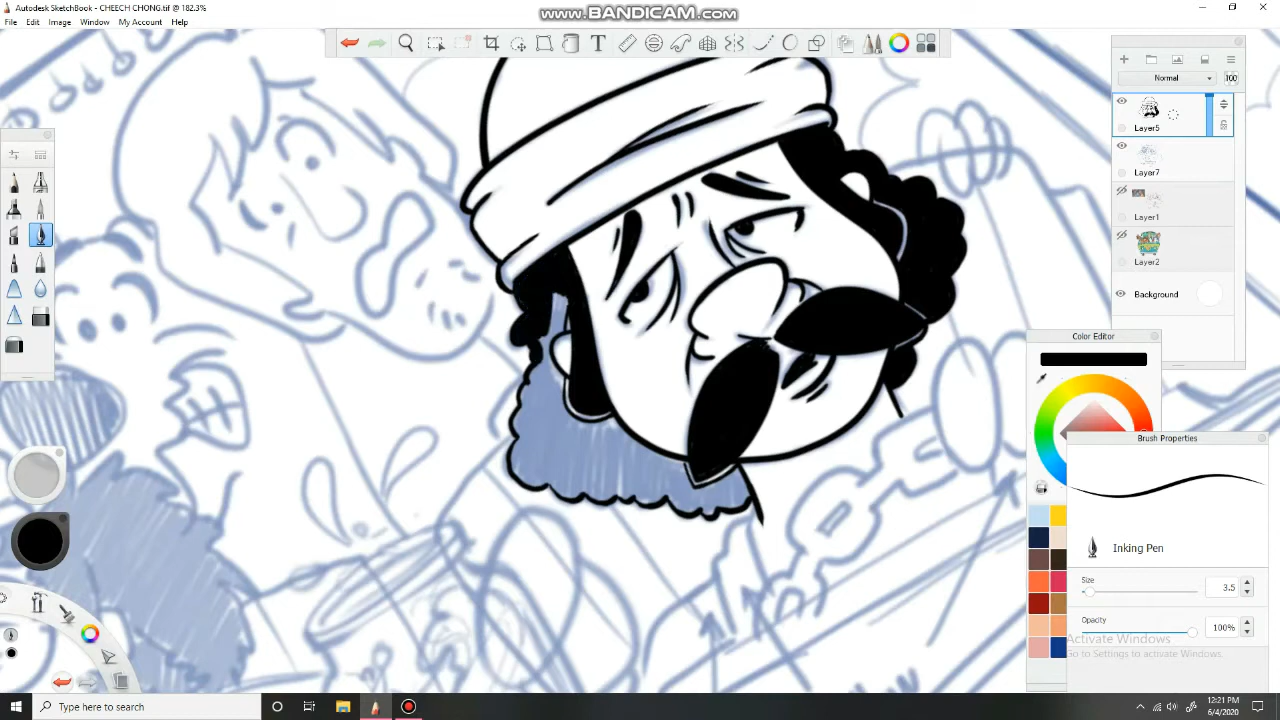 Autodesk SketchBook - CHEECH CHONG.tif @ 182.3%
www.BANDICAM.com
File Edit Image Window My Account Help
Normal 100
Layer5
Layer7
Layer1
Layer2
Background
Color Editor
Brush Properties
Inking Pen
Size
3.5
Opacity
100%
Activate Windows
Go to Settings to activate Windows.
Type here to search
12:21 PM
6/4/2020